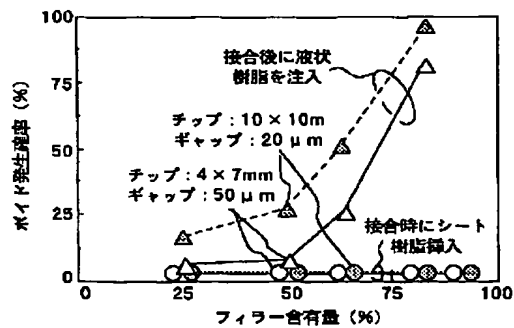 100
75
50
25
0
ボイド発生確率 (%)
接合後に液状
樹脂を注入
チップ：10×10m
ギャップ：20μm
チップ：4×7mm
ギャップ：50μm
接合時にシート
樹脂挿入
0 25 50 75 100
フィラー含有量 (%)